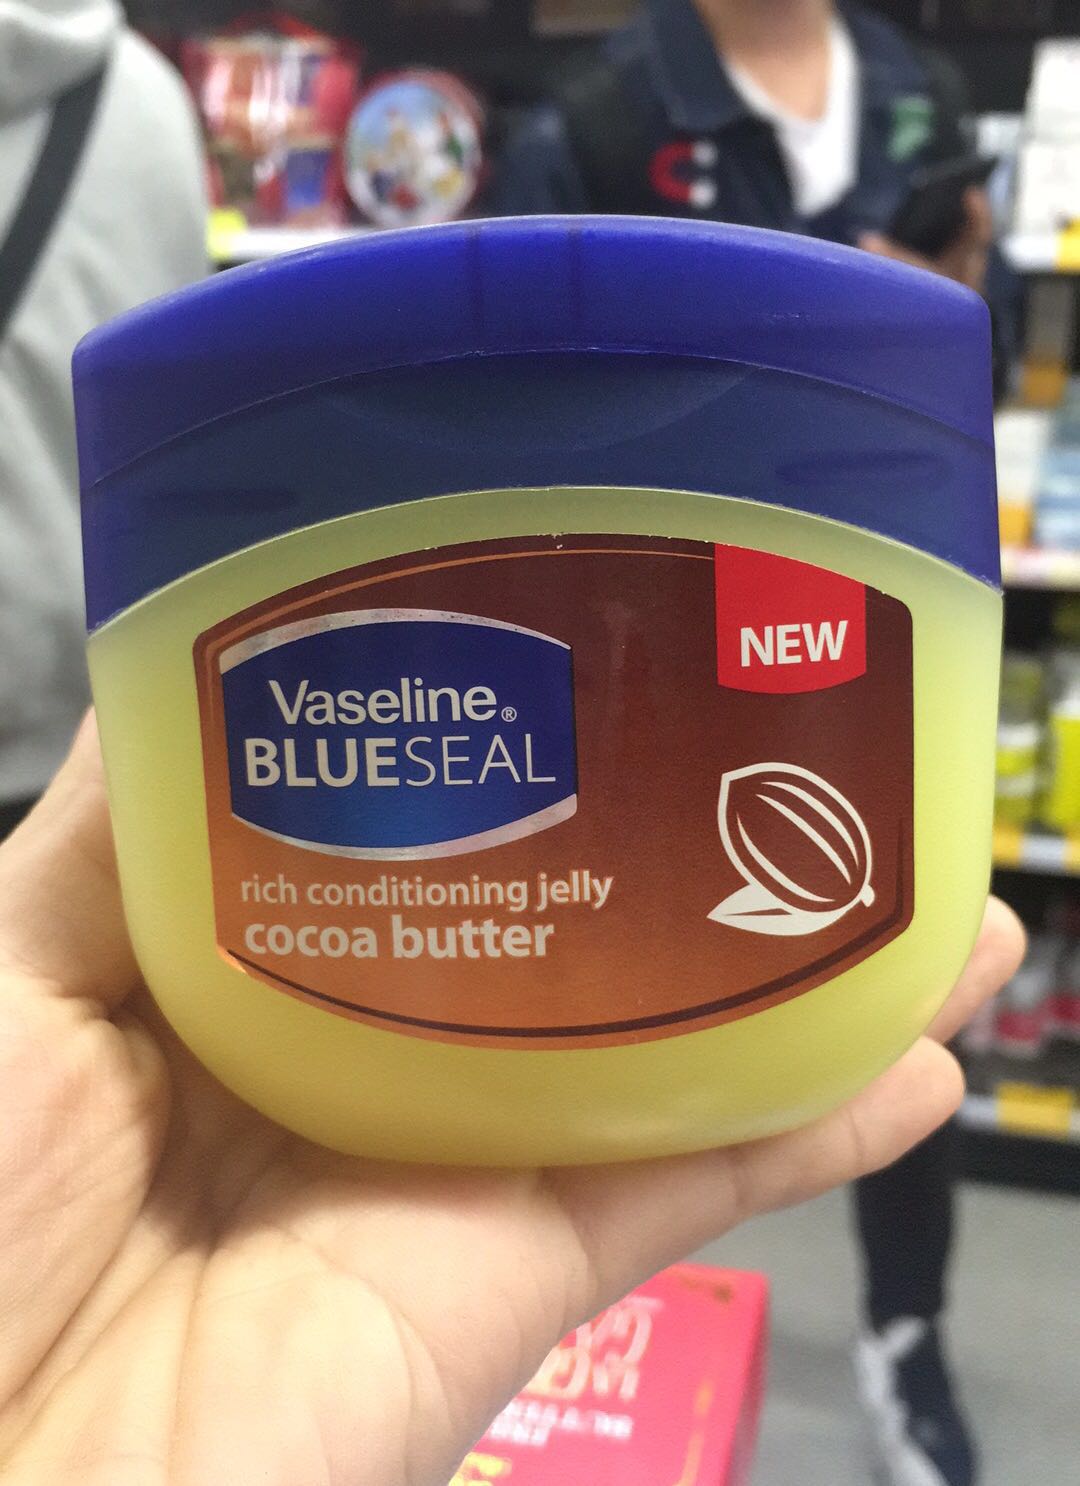 NEW
Vaseline®
BLUESEAL
rich conditioning jelly
cocoa butter